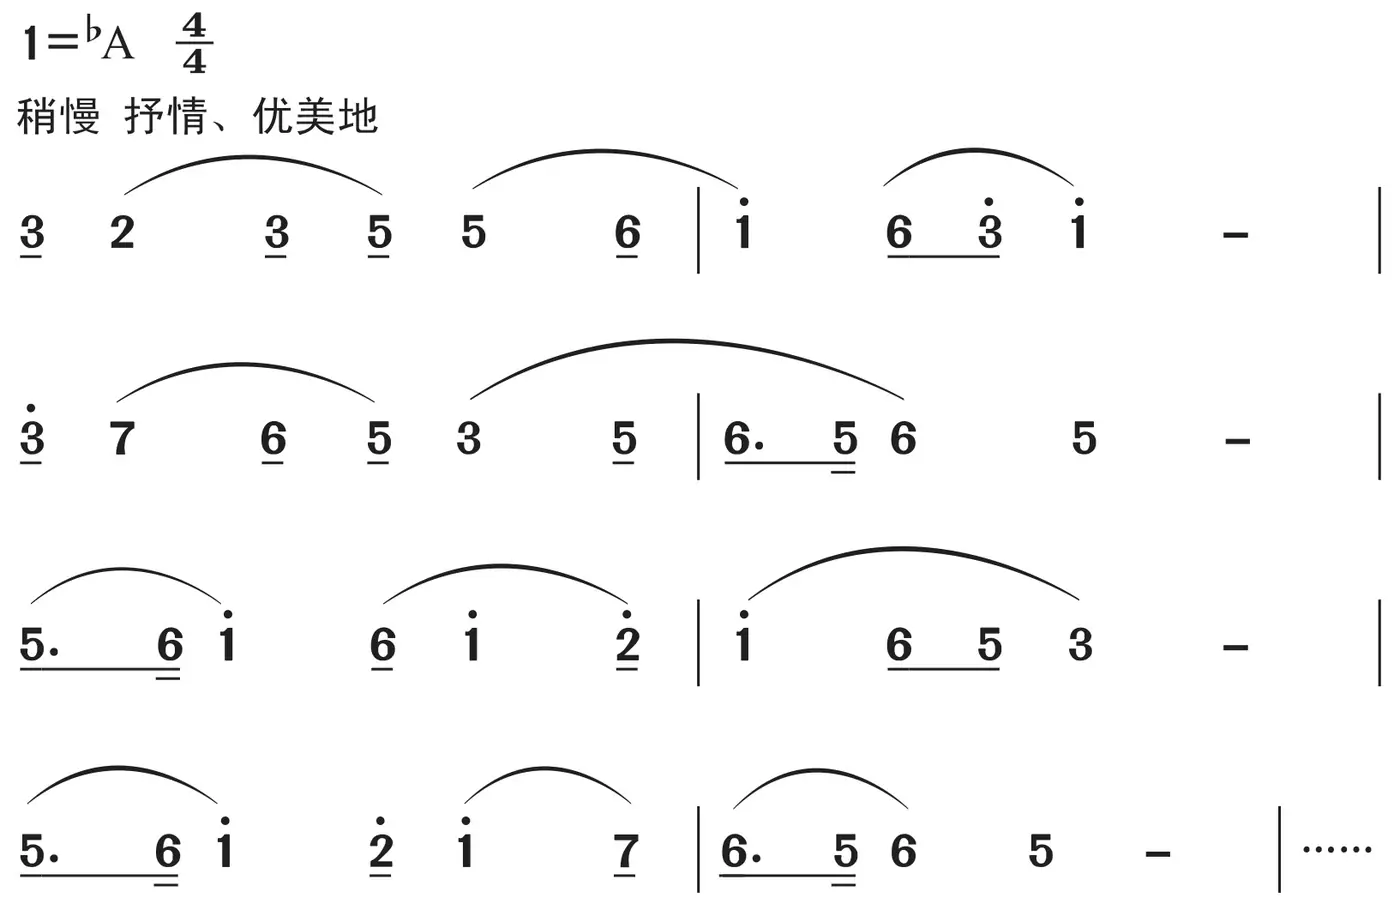 1=♭A 4/4
稍慢 抒情、优美地
3 2 3 5 5 6 | i 6 3̇ i – |
3̇ 7 6 5 3 5 | 6. 5 6 5 – |
5. 6 i 6 i 2̇ | i 6 5 3 – |
5. 6 i 2̇ i 7 | 6. 5 6 5 – | ……